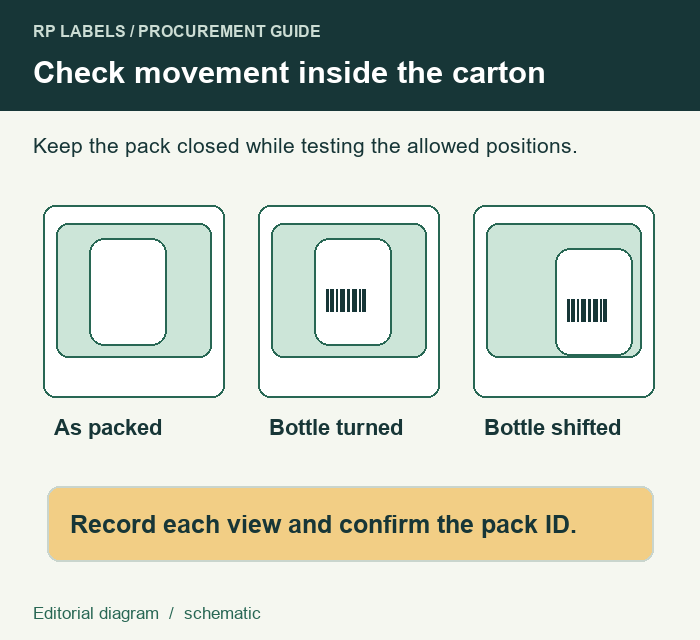 RP LABELS / PROCUREMENT GUIDE
Check movement inside the carton
Keep the pack closed while testing the allowed positions.
As packed
Bottle turned
Bottle shifted
Record each view and confirm the pack ID.
Editorial diagram / schematic